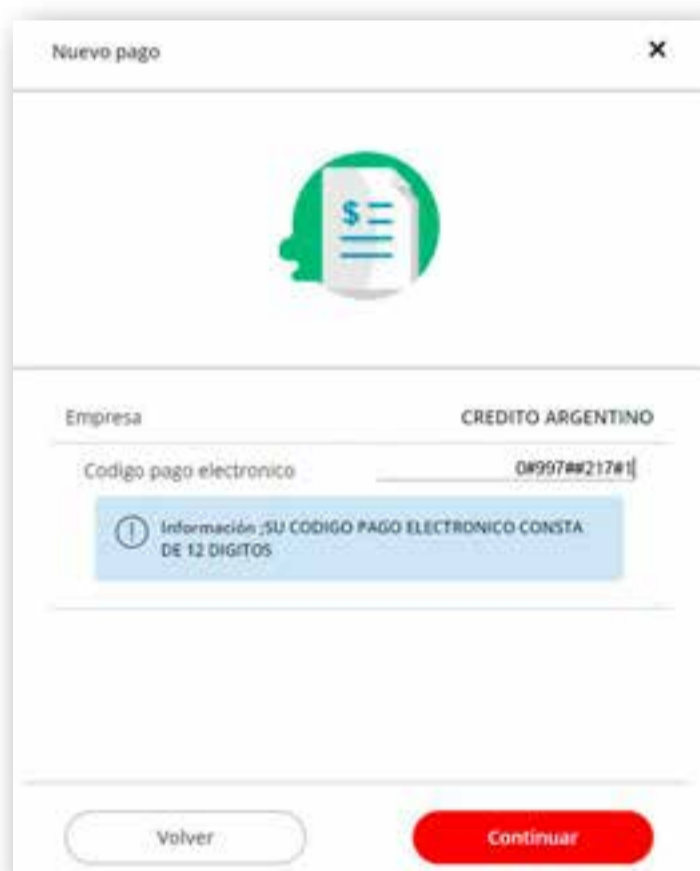 Nuevo pago
$
Empresa CREDITO ARGENTINO
Codigo pago electronico 0#997##217#1
Información ;SU CODIGO PAGO ELECTRONICO CONSTA
DE 12 DIGITOS
Volver Continuar